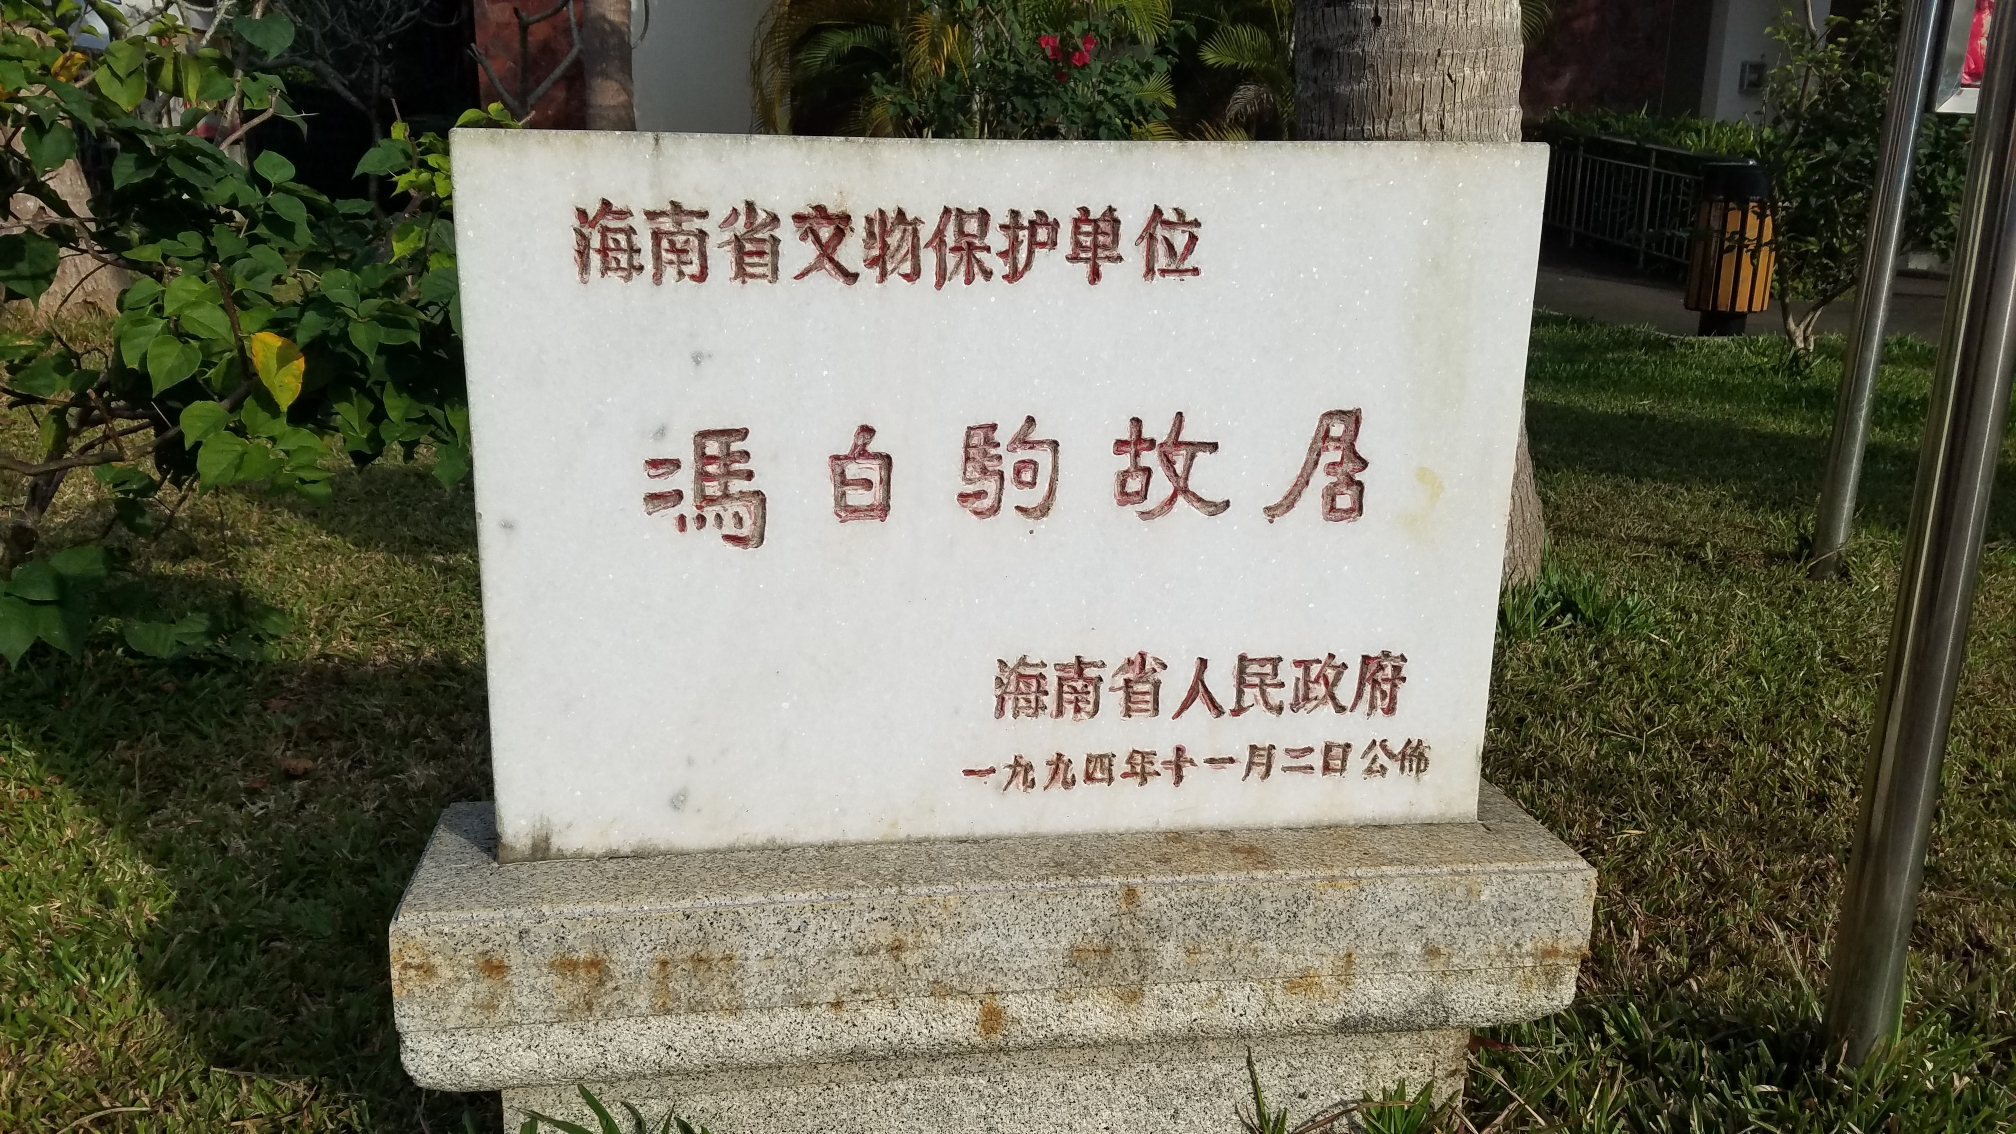 海南省文物保护单位
馮白駒故居
海南省人民政府
一九九四年十一月二日公佈